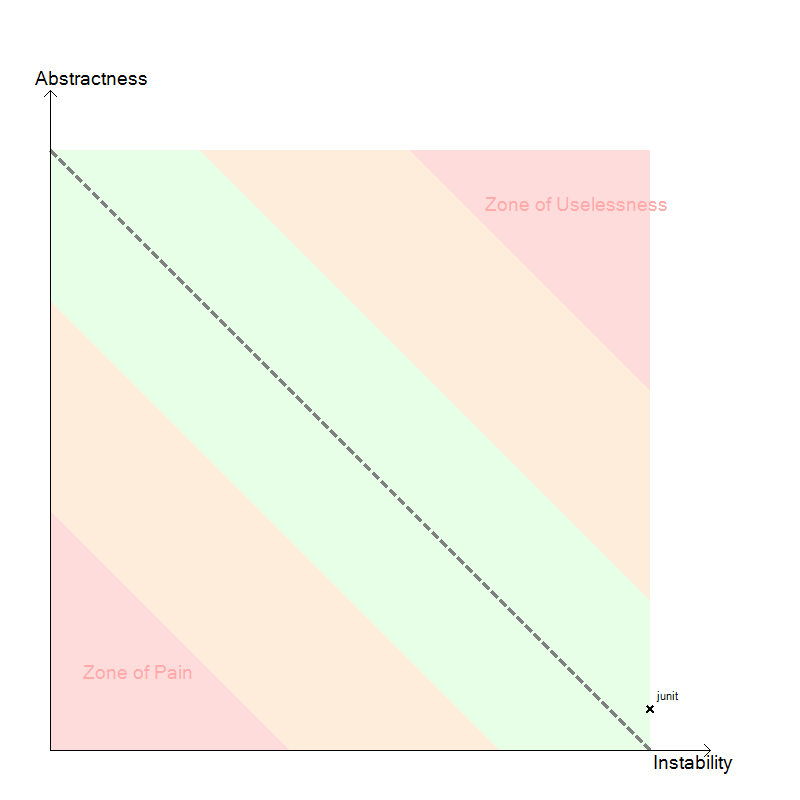 Abstractness
Zone of Uselessness
Zone of Pain
junit
Instability